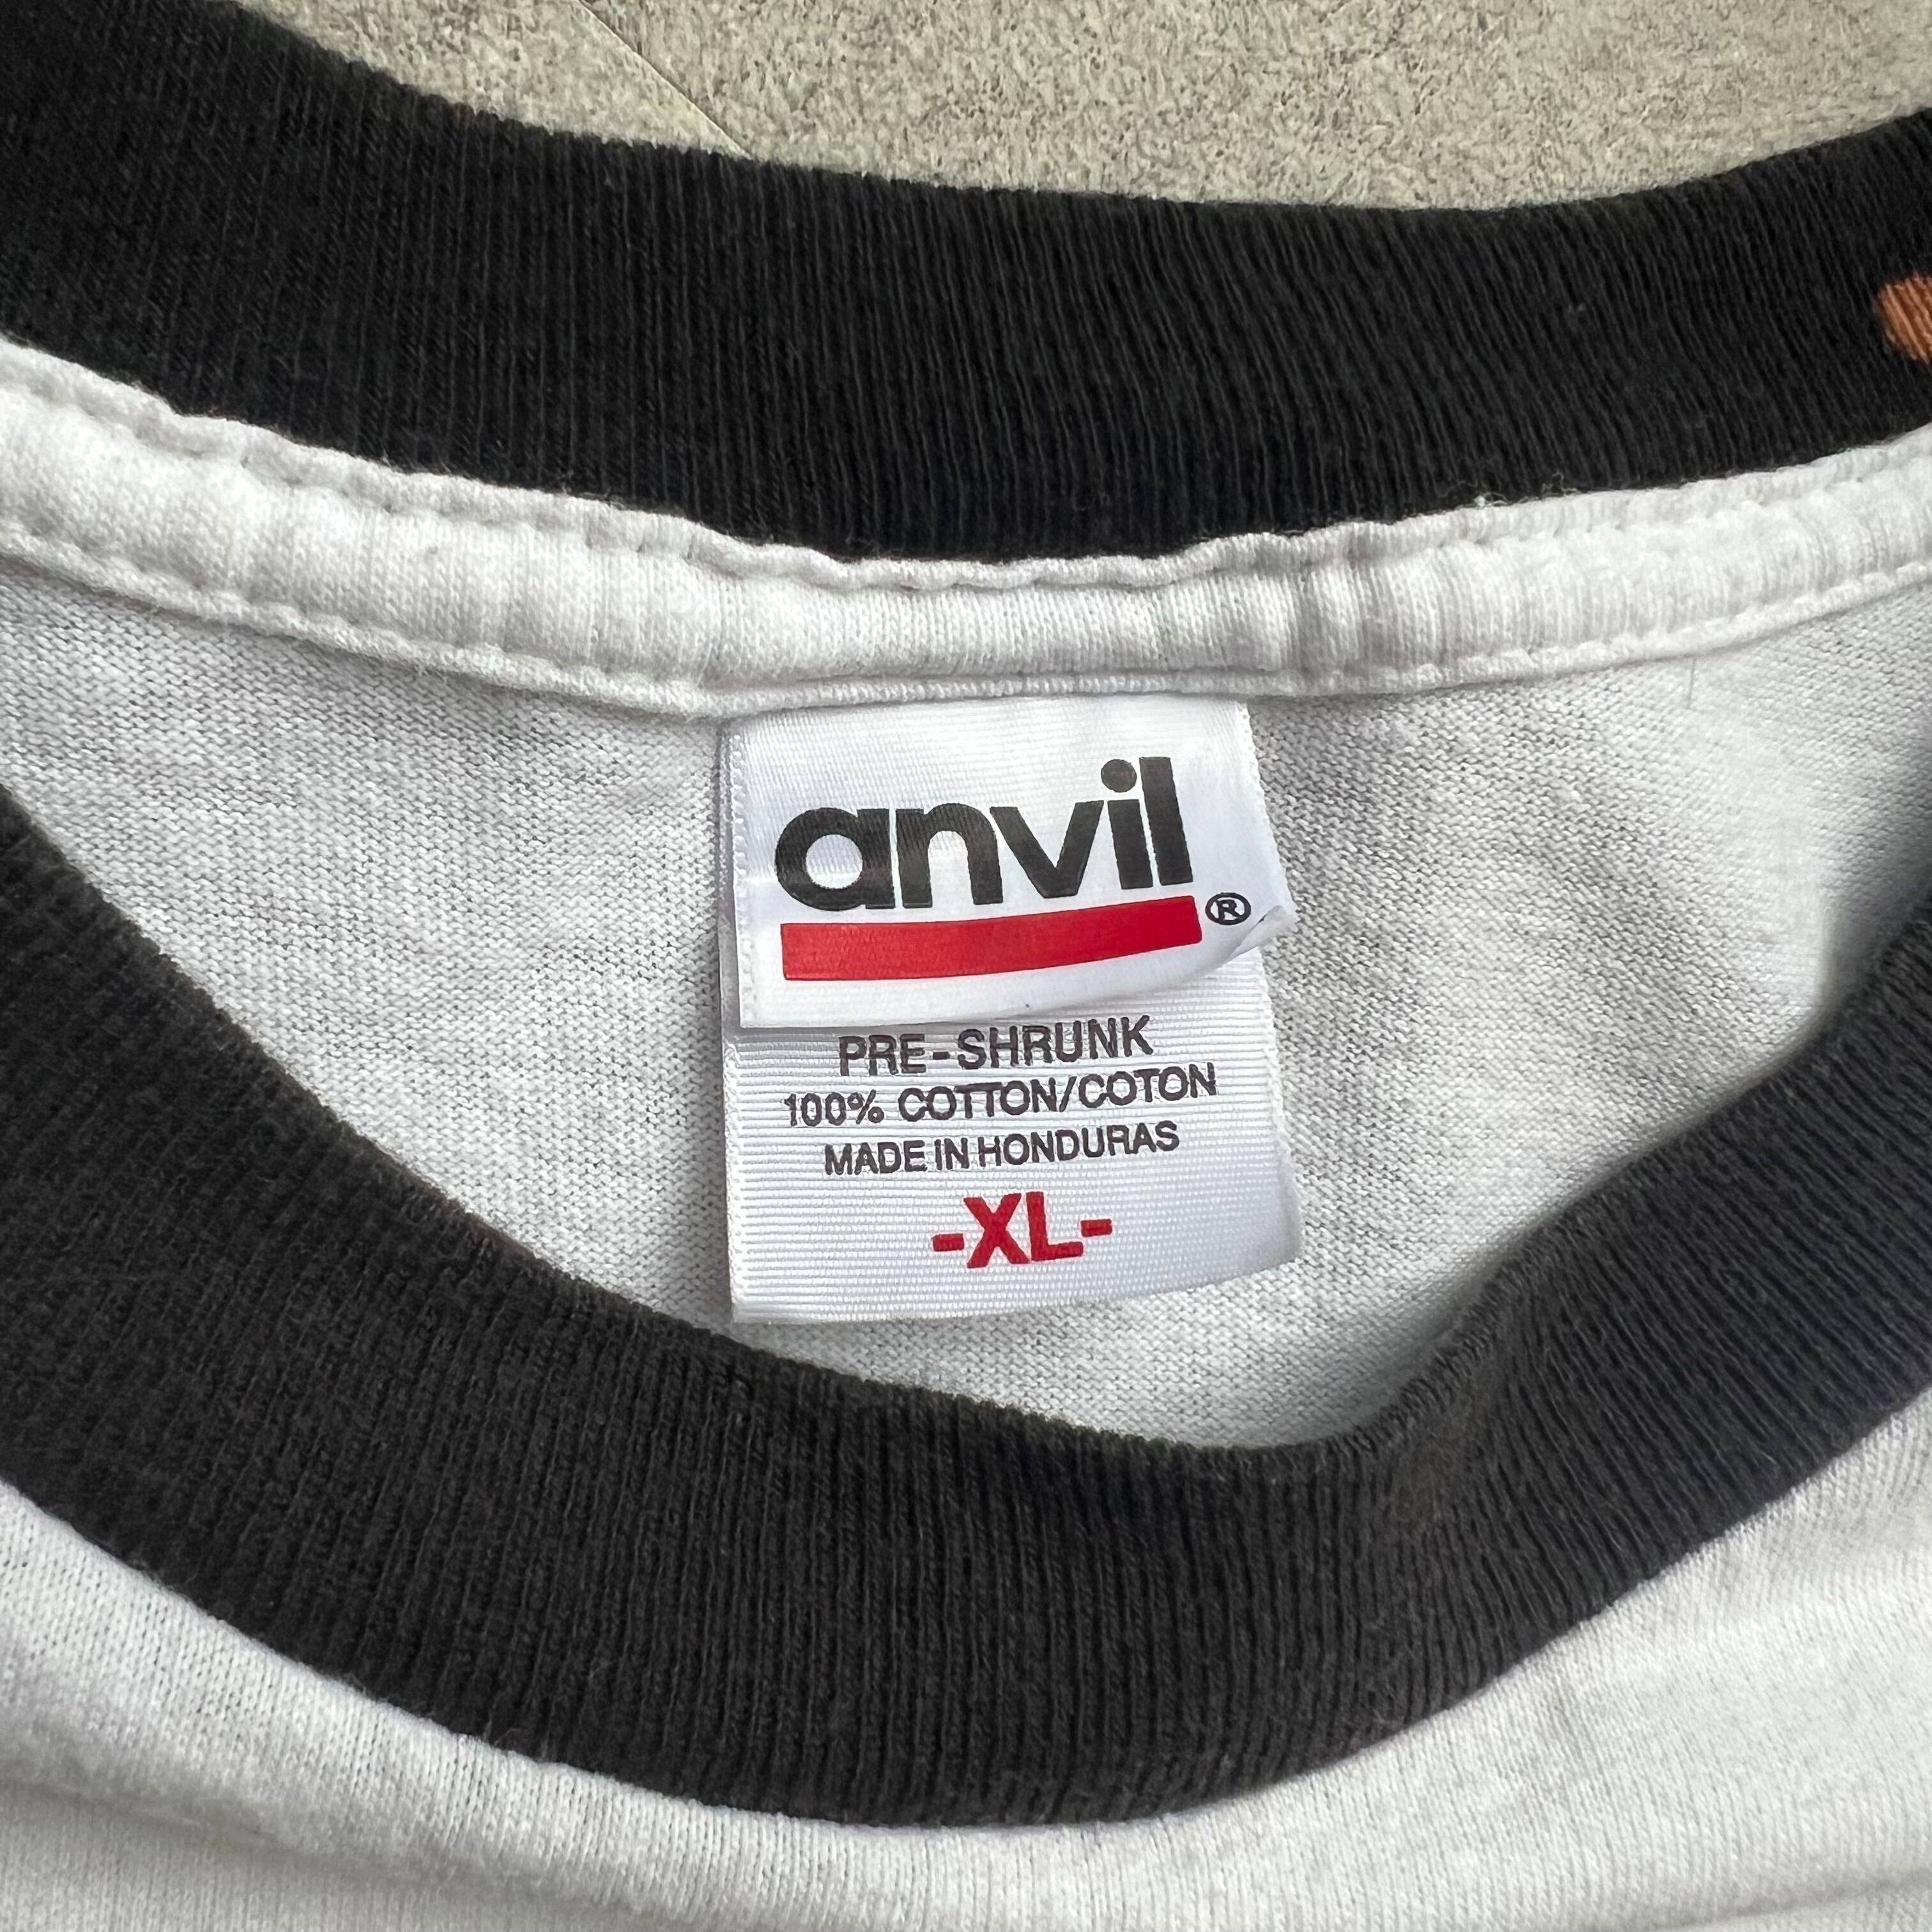 anvil®
PRE-SHRUNK
100% COTTON/COTON
MADE IN HONDURAS
-XL-